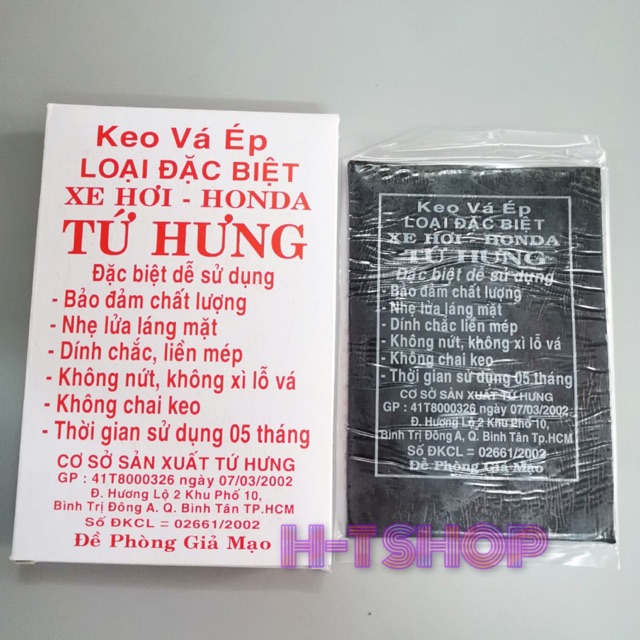 Keo Vá Ép
LOẠI ĐẶC BIỆT
XE HƠI - HONDA
TỨ HƯNG
Đặc biệt dễ sử dụng
- Bảo đảm chất lượng
- Nhẹ lửa láng mặt
- Dính chắc, liền mép
- Không nứt, không xì lỗ vá
- Không chai keo
- Thời gian sử dụng 05 tháng
CƠ SỞ SẢN XUẤT TỨ HƯNG
GP : 41T8000326 ngày 07/03/2002
Đ. Hương Lộ 2 Khu Phố 10,
Bình Trị Đông A. Q. Bình Tân TP.HCM
Số ĐKCL = 02661/2002
Đề Phòng Giả Mạo
Keo Vá Ép
LOẠI ĐẶC BIỆT
XE HƠI - HONDA
TỨ HƯNG
Đặc biệt dễ sử dụng
- Bảo đảm chất lượng
- Nhẹ lửa láng mặt
- Dính chắc, liền mép
- Không nứt, không xì lỗ vá
- Không chai keo
- Thời gian sử dụng 05 tháng
CƠ SỞ SẢN XUẤT TỨ HƯNG
GP : 41T8000326 ngày 07/03/2002
Đ. Hương Lộ 2 Khu Phố 10,
Bình Trị Đông A, Q. Bình Tân Tp.HCM
Số ĐKCL = 02661/2002
Đề Phòng Giả Mạo
H-TSHOP